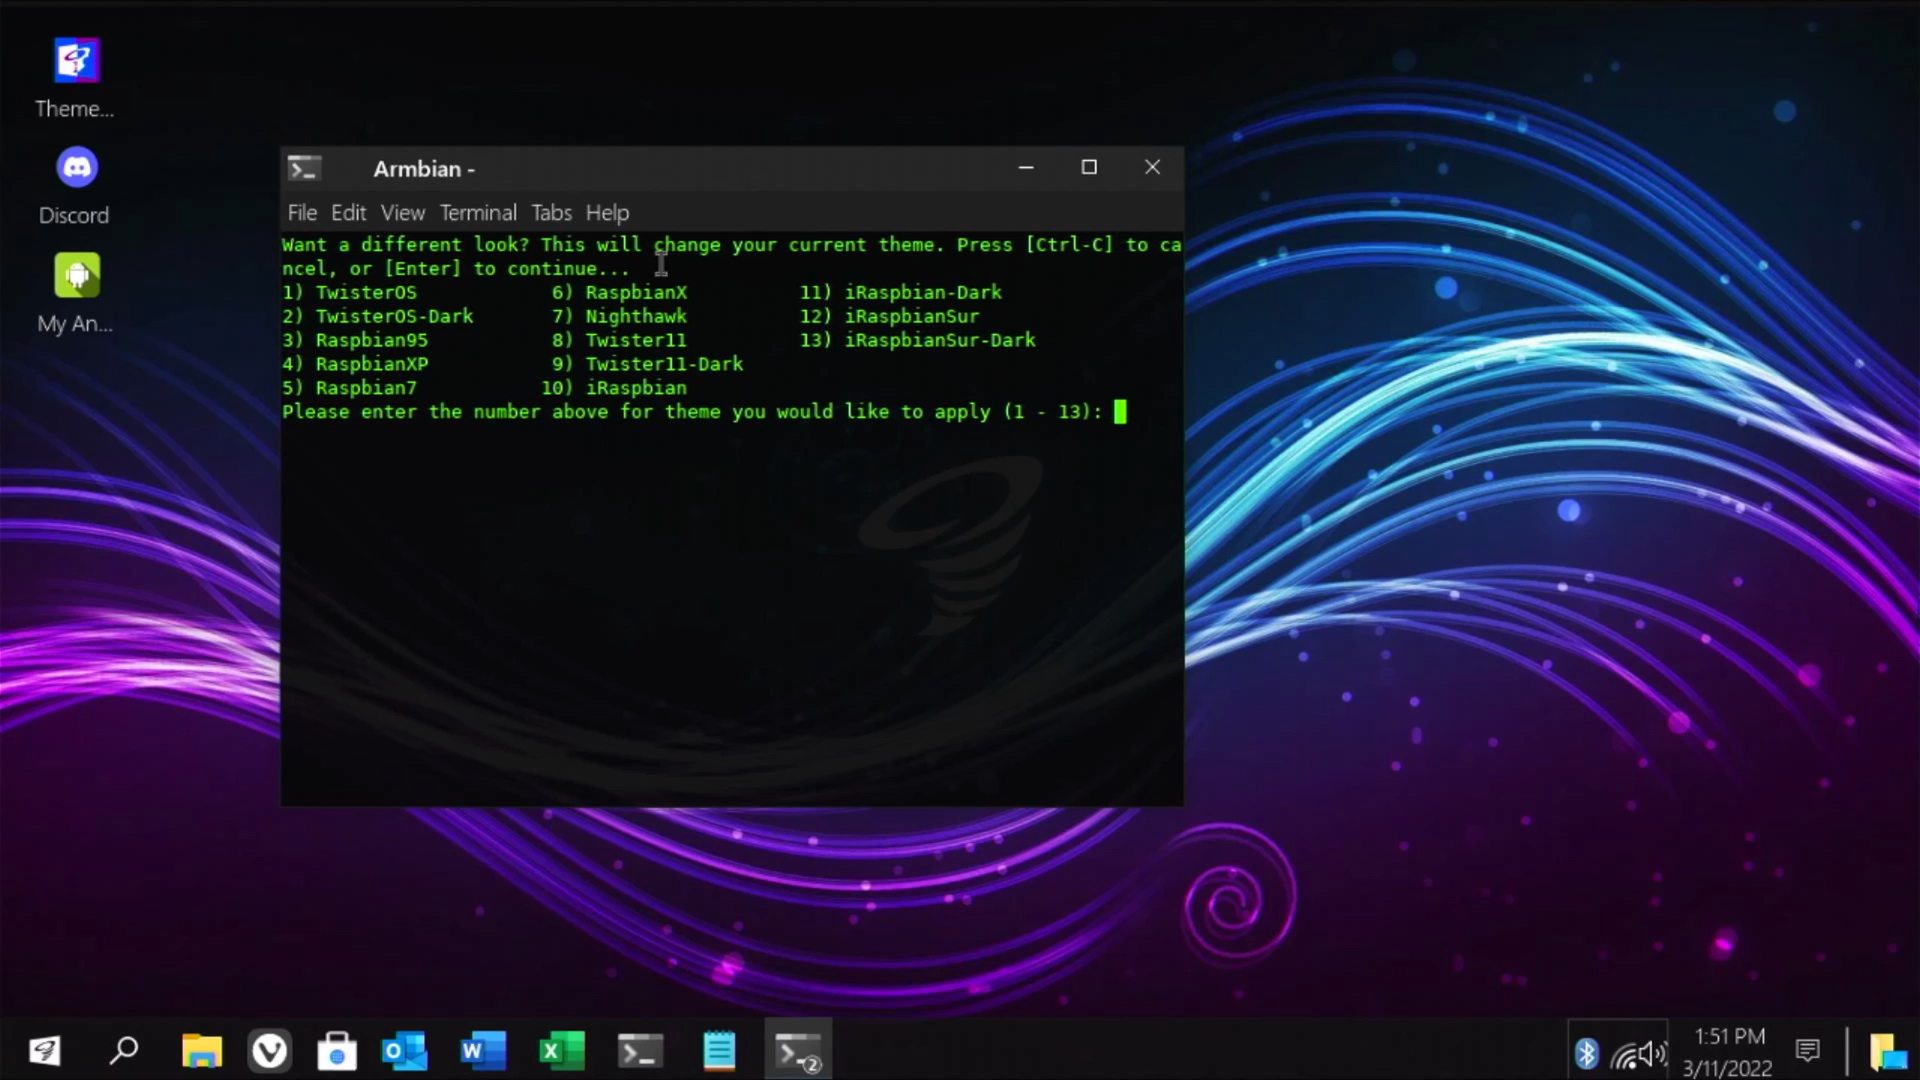 Theme...
Discord
My An...
Armbian -
File Edit View Terminal Tabs Help
Want a different look? This will change your current theme. Press [Ctrl-C] to ca
ncel, or [Enter] to continue...
1) TwisterOS 6) RaspbianX 11) iRaspbian-Dark
2) TwisterOS-Dark 7) Nighthawk 12) iRaspbianSur
3) Raspbian95 8) Twister11 13) iRaspbianSur-Dark
4) RaspbianXP 9) Twister11-Dark
5) Raspbian7 10) iRaspbian
Please enter the number above for theme you would like to apply (1 - 13):
O W X 2
1:51 PM
3/11/2022